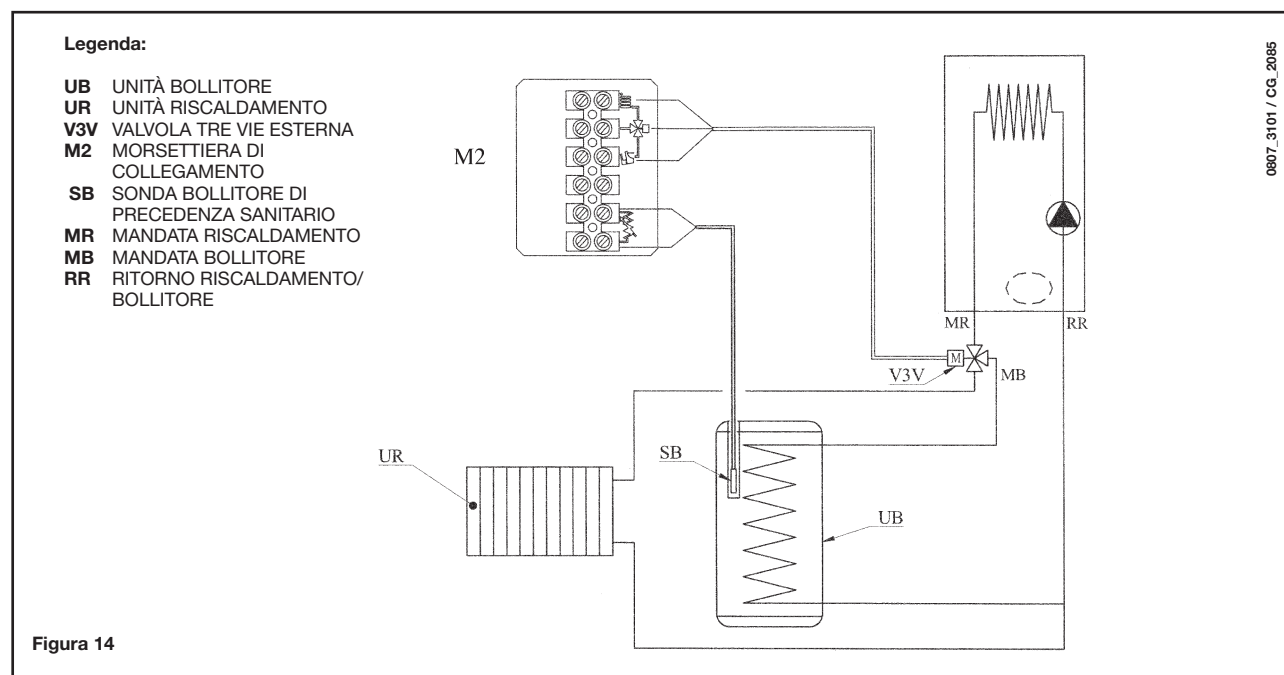 Legenda:
UB UNITÀ BOLLITORE
UR UNITÀ RISCALDAMENTO
V3V VALVOLA TRE VIE ESTERNA
M2 MORSETTIERA DI
COLLEGAMENTO
SB SONDA BOLLITORE DI
PRECEDENZA SANITARIO
MR MANDATA RISCALDAMENTO
MB MANDATA BOLLITORE
RR RITORNO RISCALDAMENTO/
BOLLITORE
M2
0807_3101 / CG_2085
MR
RR
M
V3V
MB
UR
SB
UB
Figura 14